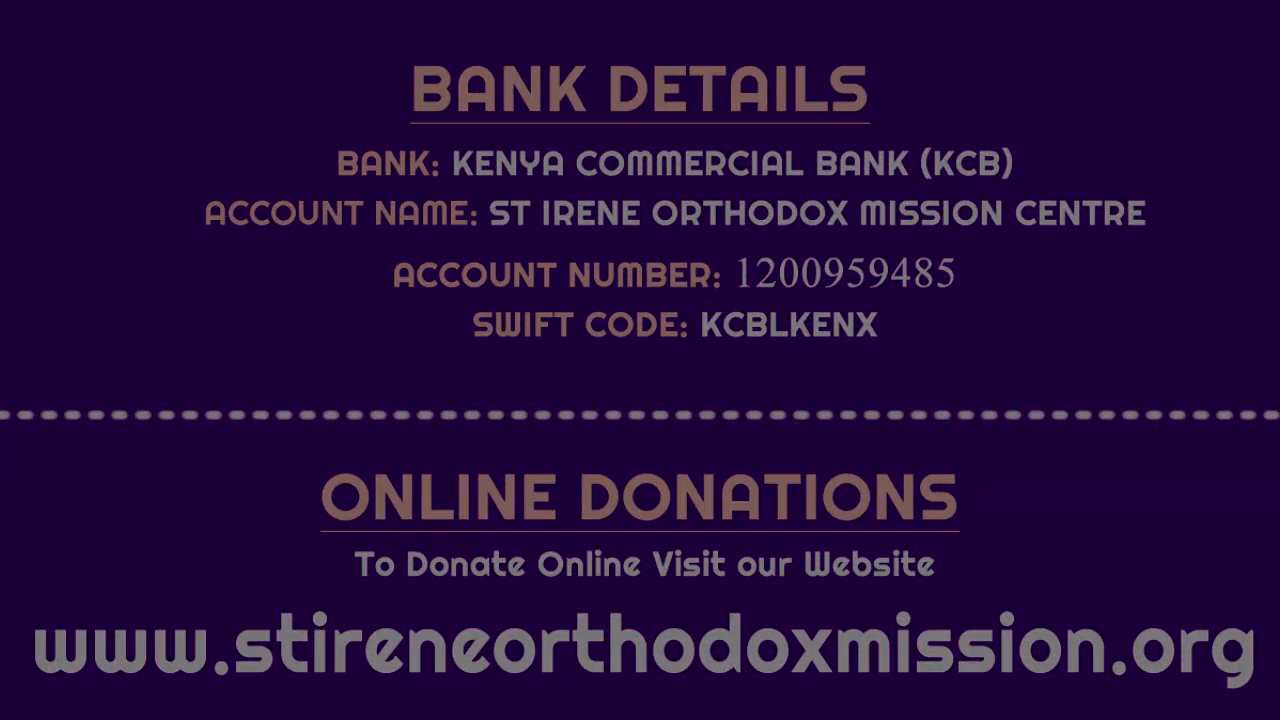 BANK DETAILS
BANK: KENYA COMMERCIAL BANK (KCB)
ACCOUNT NAME: ST IRENE ORTHODOX MISSION CENTRE
ACCOUNT NUMBER: 1200959485
SWIFT CODE: KCBLKENX
ONLINE DONATIONS
To Donate Online Visit our Website
www.stireneorthodoxmission.org